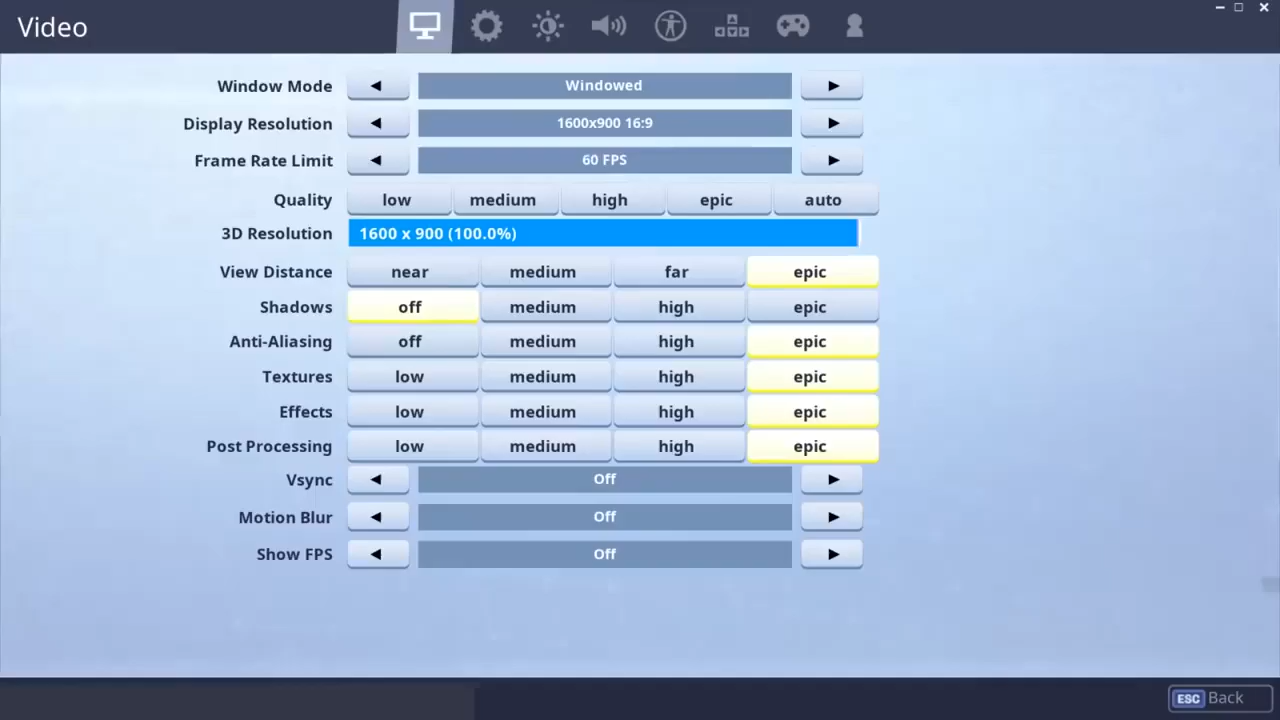 Video
Window Mode Windowed
Display Resolution 1600x900 16:9
Frame Rate Limit 60 FPS
Quality low medium high epic auto
3D Resolution 1600 x 900 (100.0%)
View Distance near medium far epic
Shadows off medium high epic
Anti-Aliasing off medium high epic
Textures low medium high epic
Effects low medium high epic
Post Processing low medium high epic
Vsync Off
Motion Blur Off
Show FPS Off
ESC Back